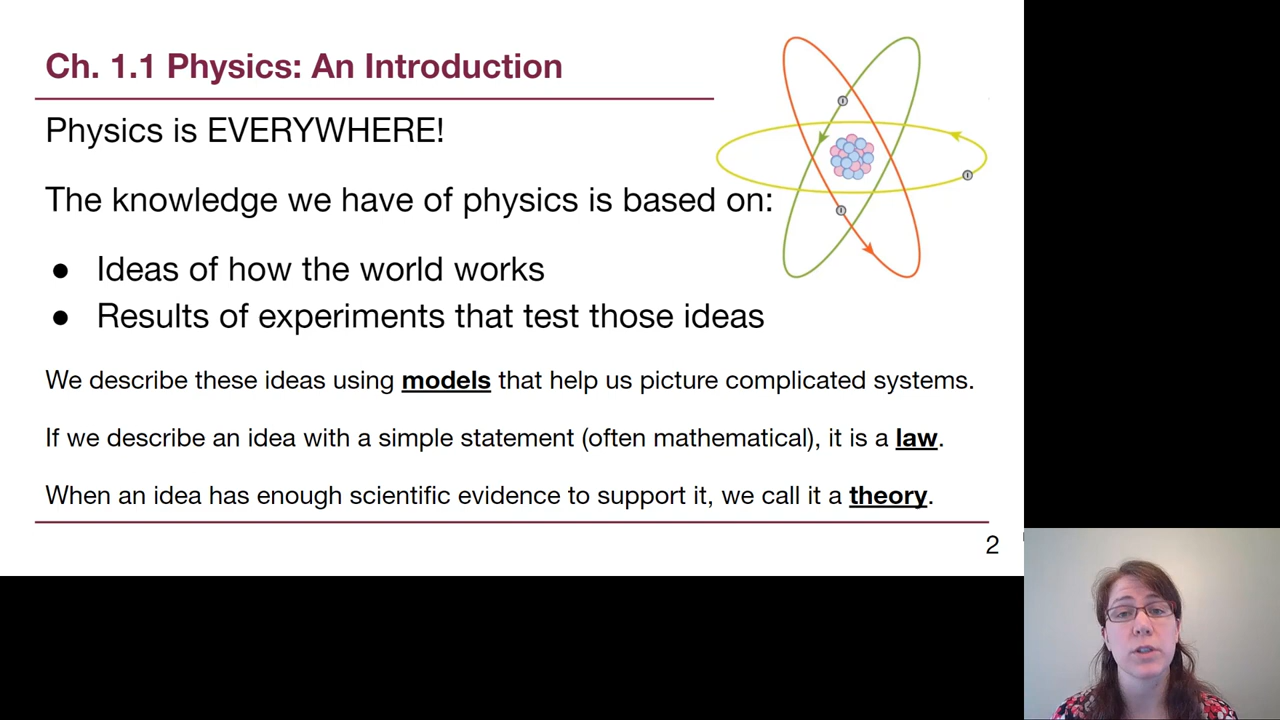 Ch. 1.1 Physics: An Introduction
Physics is EVERYWHERE!
The knowledge we have of physics is based on:
● Ideas of how the world works
● Results of experiments that test those ideas
We describe these ideas using models that help us picture complicated systems.
If we describe an idea with a simple statement (often mathematical), it is a law.
When an idea has enough scientific evidence to support it, we call it a theory.
2